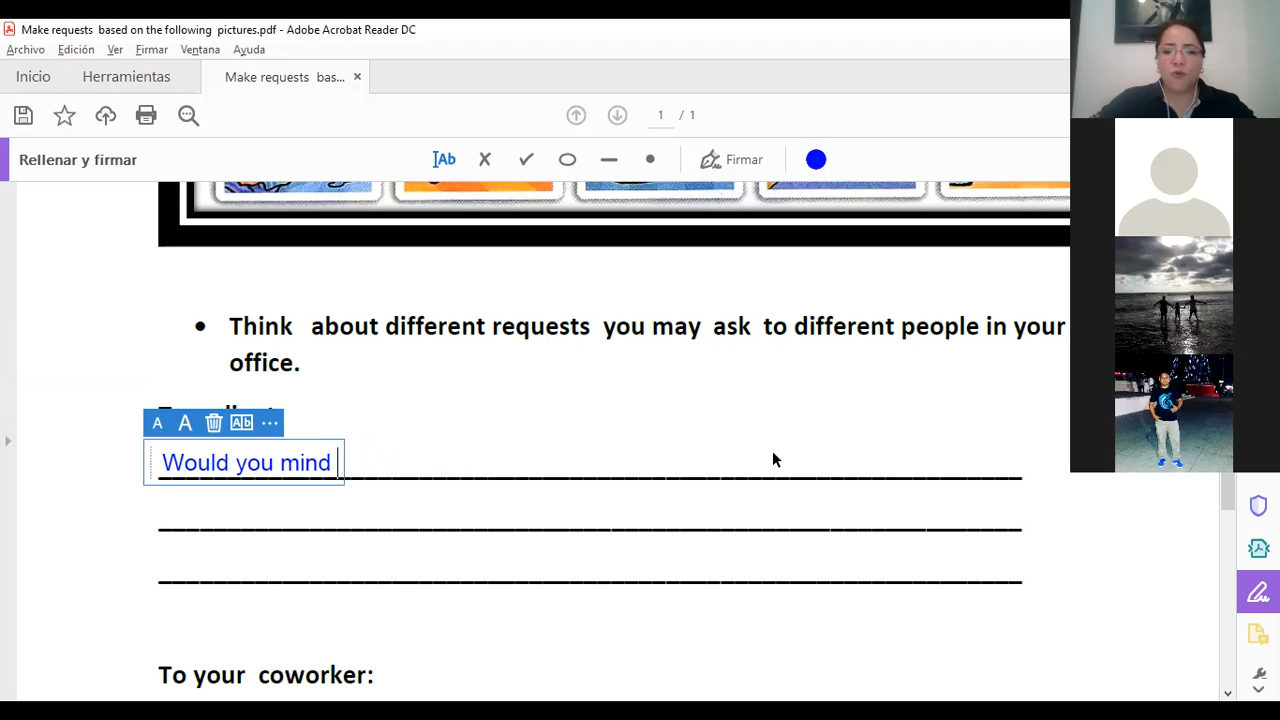 Make requests based on the following pictures.pdf - Adobe Acrobat Reader DC
Archivo Edición Ver Firmar Ventana Ayuda
Inicio Herramientas Make requests bas... ×
1 / 1
Rellenar y firmar Ab Firmar
• Think about different requests you may ask to different people in your
office.
A A Ab ...
Would you mind
To your coworker: